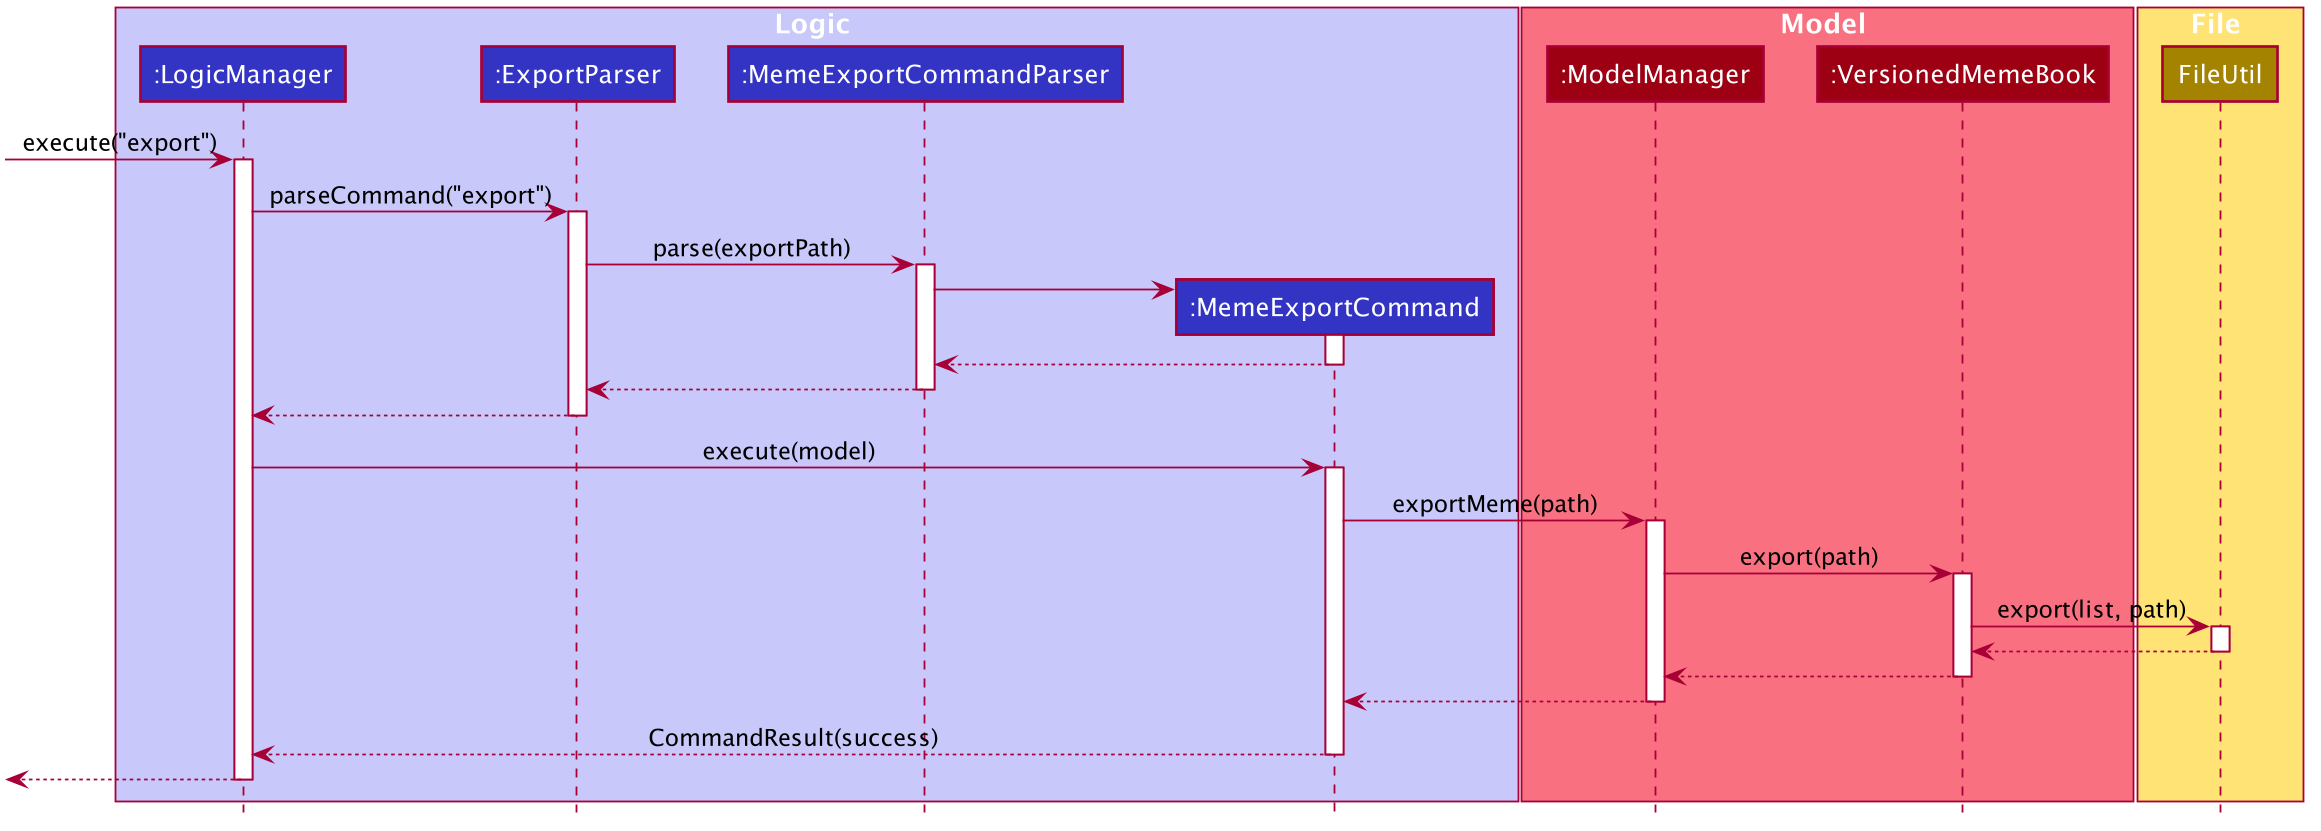 Logic
Model
File
:LogicManager
:ExportParser
:MemeExportCommandParser
:ModelManager
:VersionedMemeBook
FileUtil
execute("export")
parseCommand("export")
parse(exportPath)
:MemeExportCommand
execute(model)
exportMeme(path)
export(path)
export(list, path)
CommandResult(success)